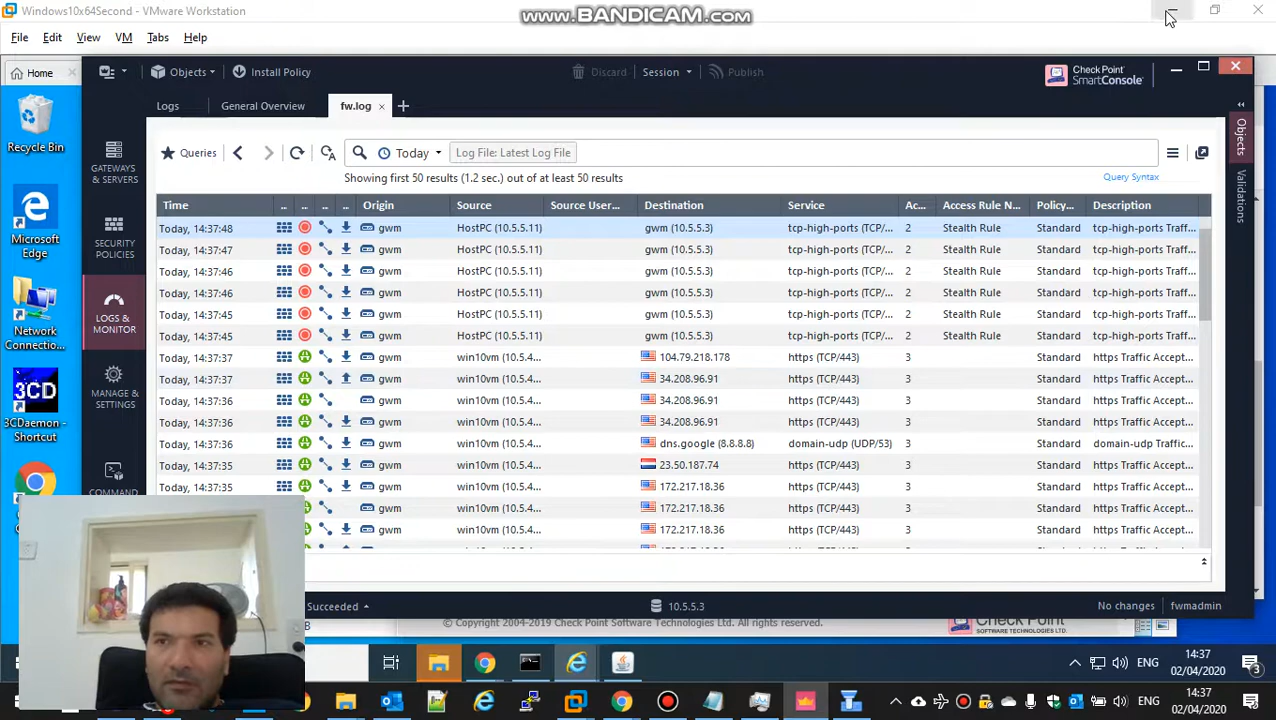 Windows10x64Second - VMware Workstation
www.BANDICAM.com
File Edit View VM Tabs Help
Home
Objects Install Policy Discard Session Publish Check Point SmartConsole
Logs General Overview fw.log
Queries Today Log File: Latest Log File
Showing first 50 results (1.2 sec.) out of at least 50 results Query Syntax
Time .. ... .. ... Origin Source Source User... Destination Service Ac... Access Rule N... Policy... Description
Today, 14:37:48 gwm HostPC (10.5.5.11) gwm (10.5.5.3) tcp-high-ports (TCP/... 2 Stealth Rule Standard tcp-high-ports Traff...
Today, 14:37:47 gwm HostPC (10.5.5.11) gwm (10.5.5.3) tcp-high-ports (TCP/... 2 Stealth Rule Standard tcp-high-ports Traff...
Today, 14:37:46 gwm HostPC (10.5.5.11) gwm (10.5.5.3) tcp-high-ports (TCP/... 2 Stealth Rule Standard tcp-high-ports Traff...
Today, 14:37:46 gwm HostPC (10.5.5.11) gwm (10.5.5.3) tcp-high-ports (TCP/... 2 Stealth Rule Standard tcp-high-ports Traff...
Today, 14:37:45 gwm HostPC (10.5.5.11) gwm (10.5.5.3) tcp-high-ports (TCP/... 2 Stealth Rule Standard tcp-high-ports Traff...
Today, 14:37:45 gwm HostPC (10.5.5.11) gwm (10.5.5.3) tcp-high-ports (TCP/... 2 Stealth Rule Standard tcp-high-ports Traff...
Today, 14:37:37 gwm win10vm (10.5.4... 104.79.218.178 https (TCP/443) 3 Standard https Traffic Accept...
Today, 14:37:37 gwm win10vm (10.5.4... 34.208.96.91 https (TCP/443) 3 Standard https Traffic Accept...
Today, 14:37:36 gwm win10vm (10.5.4... 34.208.96.91 https (TCP/443) 3 Standard https Traffic Accept...
Today, 14:37:36 gwm win10vm (10.5.4... 34.208.96.91 https (TCP/443) 3 Standard https Traffic Accept...
Today, 14:37:36 gwm win10vm (10.5.4... dns.google (8.8.8.8) domain-udp (UDP/53) 3 Standard domain-udp Traffic...
Today, 14:37:35 gwm win10vm (10.5.4... 23.50.187.74 https (TCP/443) 3 Standard https Traffic Accept...
Today, 14:37:35 gwm win10vm (10.5.4... 172.217.18.36 https (TCP/443) 3 Standard https Traffic Accept...
gwm win10vm (10.5.4... 172.217.18.36 https (TCP/443) 3 Standard https Traffic Accept...
gwm win10vm (10.5.4... 172.217.18.36 https (TCP/443) 3 Standard https Traffic Accept...
Recycle Bin
Microsoft Edge
Network Connectio...
3CD
3CDaemon - Shortcut
GATEWAYS & SERVERS
SECURITY POLICIES
LOGS & MONITOR
MANAGE & SETTINGS
COMMAND
Objects
Validations
Succeeded 10.5.5.3 No changes fwmadmin
© Copyright 2004-2019 Check Point Software Technologies Ltd. All rights reserved. Check Point SOFTWARE TECHNOLOGIES LTD.
ENG 14:37 02/04/2020 3
ENG 14:37 02/04/2020